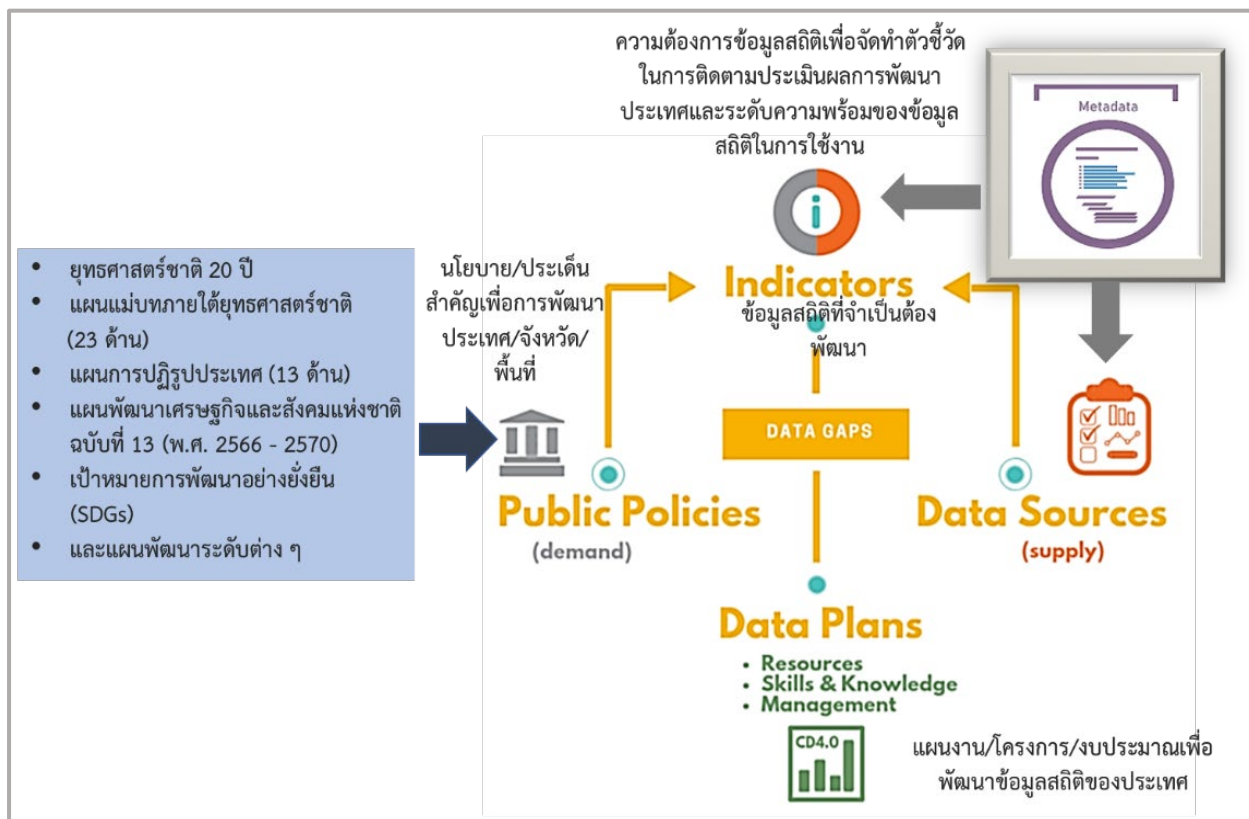 ความต้องการข้อมูลสถิติเพื่อจัดทำตัวชี้วัด
ในการติดตามประเมินผลการพัฒนา
ประเทศและระดับความพร้อมของข้อมูล
สถิติในการใช้งาน
Metadata
• ยุทธศาสตร์ชาติ 20 ปี
• แผนแม่บทภายใต้ยุทธศาสตร์ชาติ
(23 ด้าน)
• แผนการปฏิรูปประเทศ (13 ด้าน)
• แผนพัฒนาเศรษฐกิจและสังคมแห่งชาติ
ฉบับที่ 13 (พ.ศ. 2566 - 2570)
• เป้าหมายการพัฒนาอย่างยั่งยืน
(SDGs)
• และแผนพัฒนาระดับต่าง ๆ
นโยบาย/ประเด็น
สำคัญเพื่อการพัฒนา
ประเทศ/จังหวัด/
พื้นที่
Public Policies
(demand)
i
Indicators
ข้อมูลสถิติที่จำเป็นต้อง
พัฒนา
DATA GAPS
Data Sources
(supply)
Data Plans
• Resources
• Skills & Knowledge
• Management
CD4.0
แผนงาน/โครงการ/งบประมาณเพื่อ
พัฒนาข้อมูลสถิติของประเทศ